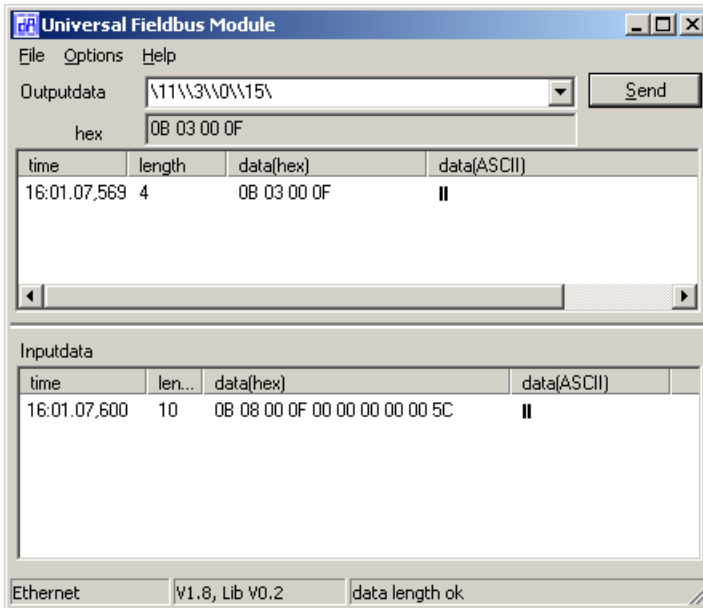 Universal Fieldbus Module
File Options Help
Outputdata \11\\3\\0\\15\ Send
hex 0B 03 00 0F
time length data(hex) data(ASCII)
16:01.07,569 4 0B 03 00 0F
Inputdata
time len... data(hex) data(ASCII)
16:01.07,600 10 0B 08 00 0F 00 00 00 00 00 5C
Ethernet V1.8, Lib V0.2 data length ok